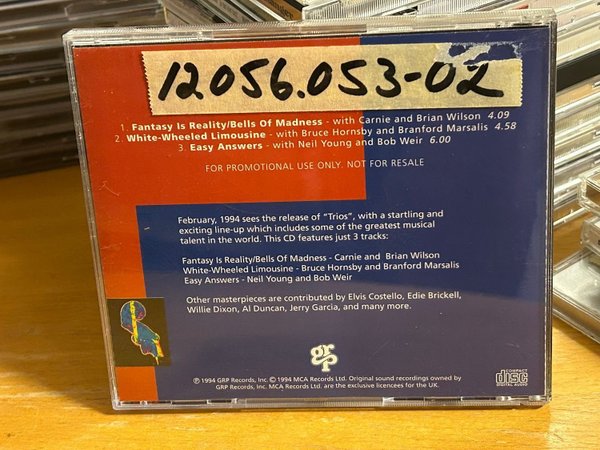 12056.053-02
1. Fantasy Is Reality/Bells Of Madness - with Carnie and Brian Wilson 4.09
2. White-Wheeled Limousine - with Bruce Hornsby and Branford Marsalis 4.58
3. Easy Answers - with Neil Young and Bob Weir 6.00
FOR PROMOTIONAL USE ONLY. NOT FOR RESALE
February, 1994 sees the release of "Trios", with a startling and
exciting line-up which includes some of the greatest musical
talent in the world. This CD features just 3 tracks:
Fantasy Is Reality/Bells Of Madness - Carnie and Brian Wilson
White-Wheeled Limousine - Bruce Hornsby and Branford Marsalis
Easy Answers - Neil Young and Bob Weir
Other masterpieces are contributed by Elvis Costello, Edie Brickell,
Willie Dixon, Al Duncan, Jerry Garcia, and many more.
grp
℗ 1994 GRP Records, Inc. © 1994 MCA Records Ltd. Original sound recordings owned by
GRP Records, Inc. MCA Records Ltd. are the exclusive licencees for the UK.
COMPACT
disc
DIGITAL AUDIO